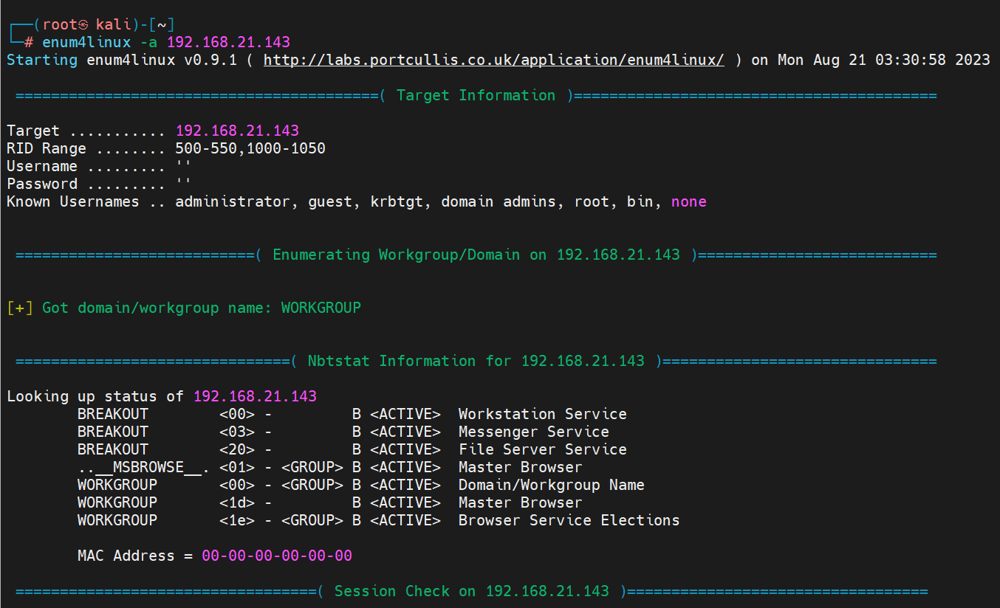 ┌──(root㉿ kali)-[~]
└─# enum4linux -a 192.168.21.143
Starting enum4linux v0.9.1 ( http://labs.portcullis.co.uk/application/enum4linux/ ) on Mon Aug 21 03:30:58 2023
=========================================( Target Information )=========================================
Target ........... 192.168.21.143
RID Range ........ 500-550,1000-1050
Username ......... ''
Password ......... ''
Known Usernames .. administrator, guest, krbtgt, domain admins, root, bin, none
===========================( Enumerating Workgroup/Domain on 192.168.21.143 )===========================
[+] Got domain/workgroup name: WORKGROUP
===============================( Nbtstat Information for 192.168.21.143 )===============================
Looking up status of 192.168.21.143
BREAKOUT        <00> -         B <ACTIVE>  Workstation Service
BREAKOUT        <03> -         B <ACTIVE>  Messenger Service
BREAKOUT        <20> -         B <ACTIVE>  File Server Service
..__MSBROWSE__. <01> - <GROUP> B <ACTIVE>  Master Browser
WORKGROUP       <00> - <GROUP> B <ACTIVE>  Domain/Workgroup Name
WORKGROUP       <1d> -         B <ACTIVE>  Master Browser
WORKGROUP       <1e> - <GROUP> B <ACTIVE>  Browser Service Elections
MAC Address = 00-00-00-00-00-00
==================================( Session Check on 192.168.21.143 )==================================